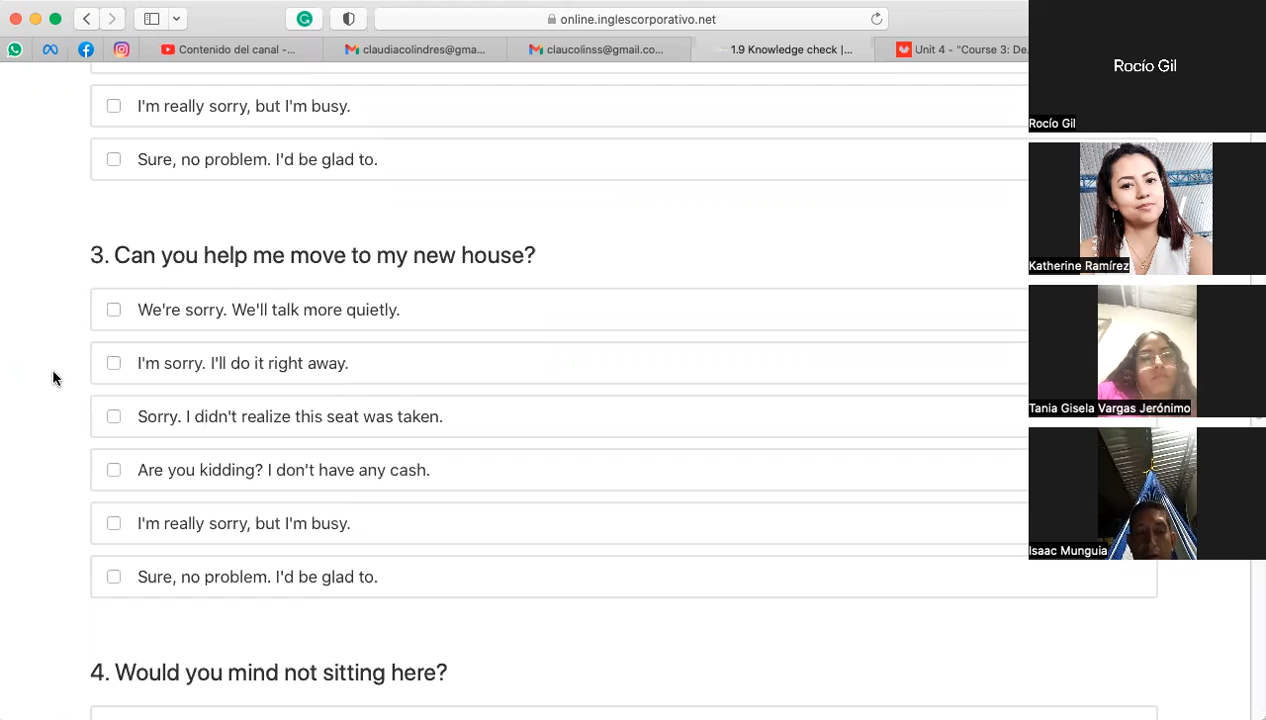 online.inglescorporativo.net
Contenido del canal -...
claudiacolindres@gma...
claucolinss@gmail.co...
1.9 Knowledge check |...
Unit 4 - "Course 3: De...
I'm really sorry, but I'm busy.
Sure, no problem. I'd be glad to.
3. Can you help me move to my new house?
We're sorry. We'll talk more quietly.
I'm sorry. I'll do it right away.
Sorry. I didn't realize this seat was taken.
Are you kidding? I don't have any cash.
I'm really sorry, but I'm busy.
Sure, no problem. I'd be glad to.
4. Would you mind not sitting here?
Rocío Gil
Rocío Gil
Katherine Ramírez
Tania Gisela Vargas Jerónimo
Isaac Munguia